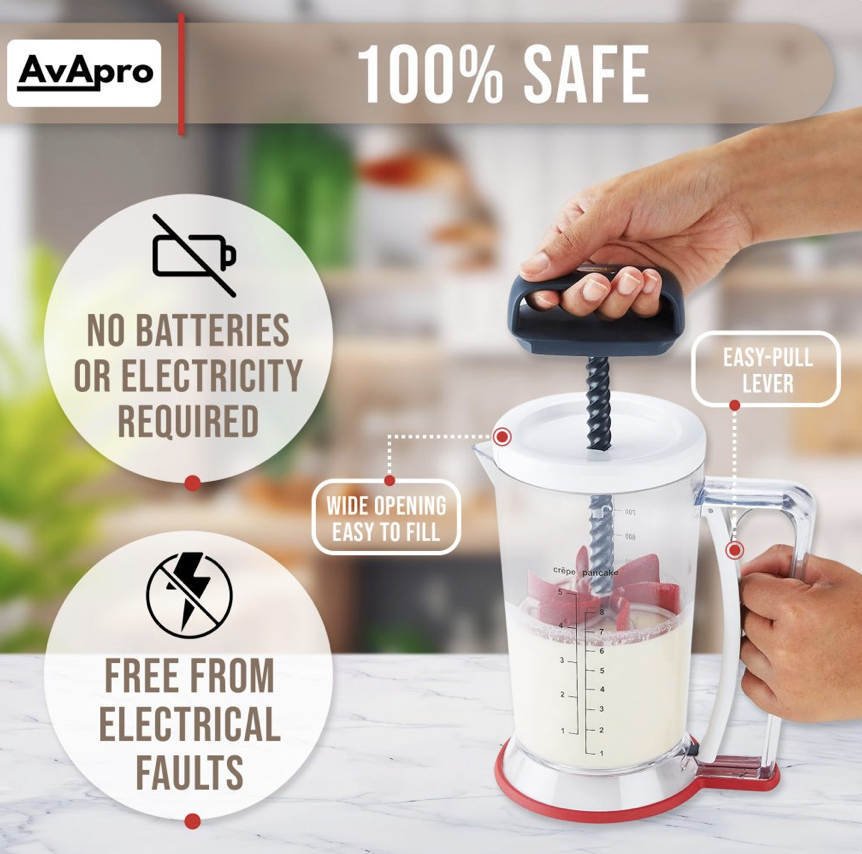 AvApro
100% SAFE
NO BATTERIES
OR ELECTRICITY
REQUIRED
EASY-PULL
LEVER
WIDE OPENING
EASY TO FILL
crêpe pancake
5
8
4
7
6
3
5
4
2
3
2
1
1
FREE FROM
ELECTRICAL
FAULTS